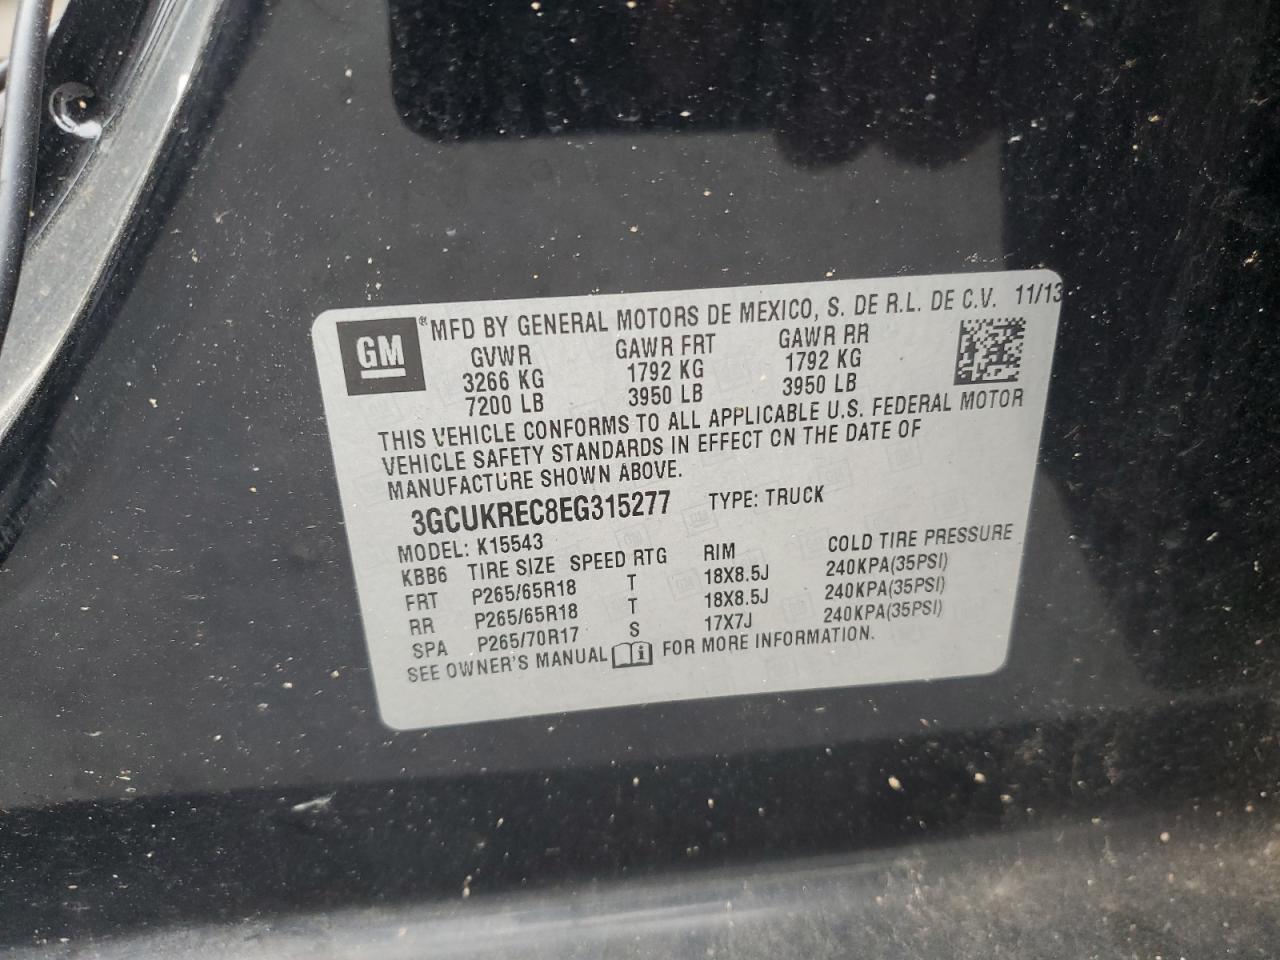 GM ® MFD BY GENERAL MOTORS DE MEXICO, S. DE R.L. DE C.V. 11/13
GVWR GAWR FRT GAWR RR
3266 KG 1792 KG 1792 KG
7200 LB 3950 LB 3950 LB
THIS VEHICLE CONFORMS TO ALL APPLICABLE U.S. FEDERAL MOTOR
VEHICLE SAFETY STANDARDS IN EFFECT ON THE DATE OF
MANUFACTURE SHOWN ABOVE.
3GCUKREC8EG315277 TYPE: TRUCK
MODEL: K15543
KBB6 TIRE SIZE SPEED RTG RIM COLD TIRE PRESSURE
FRT P265/65R18 T 18X8.5J 240KPA(35PSI)
RR P265/65R18 T 18X8.5J 240KPA(35PSI)
SPA P265/70R17 S 17X7J 240KPA(35PSI)
SEE OWNER'S MANUAL FOR MORE INFORMATION.